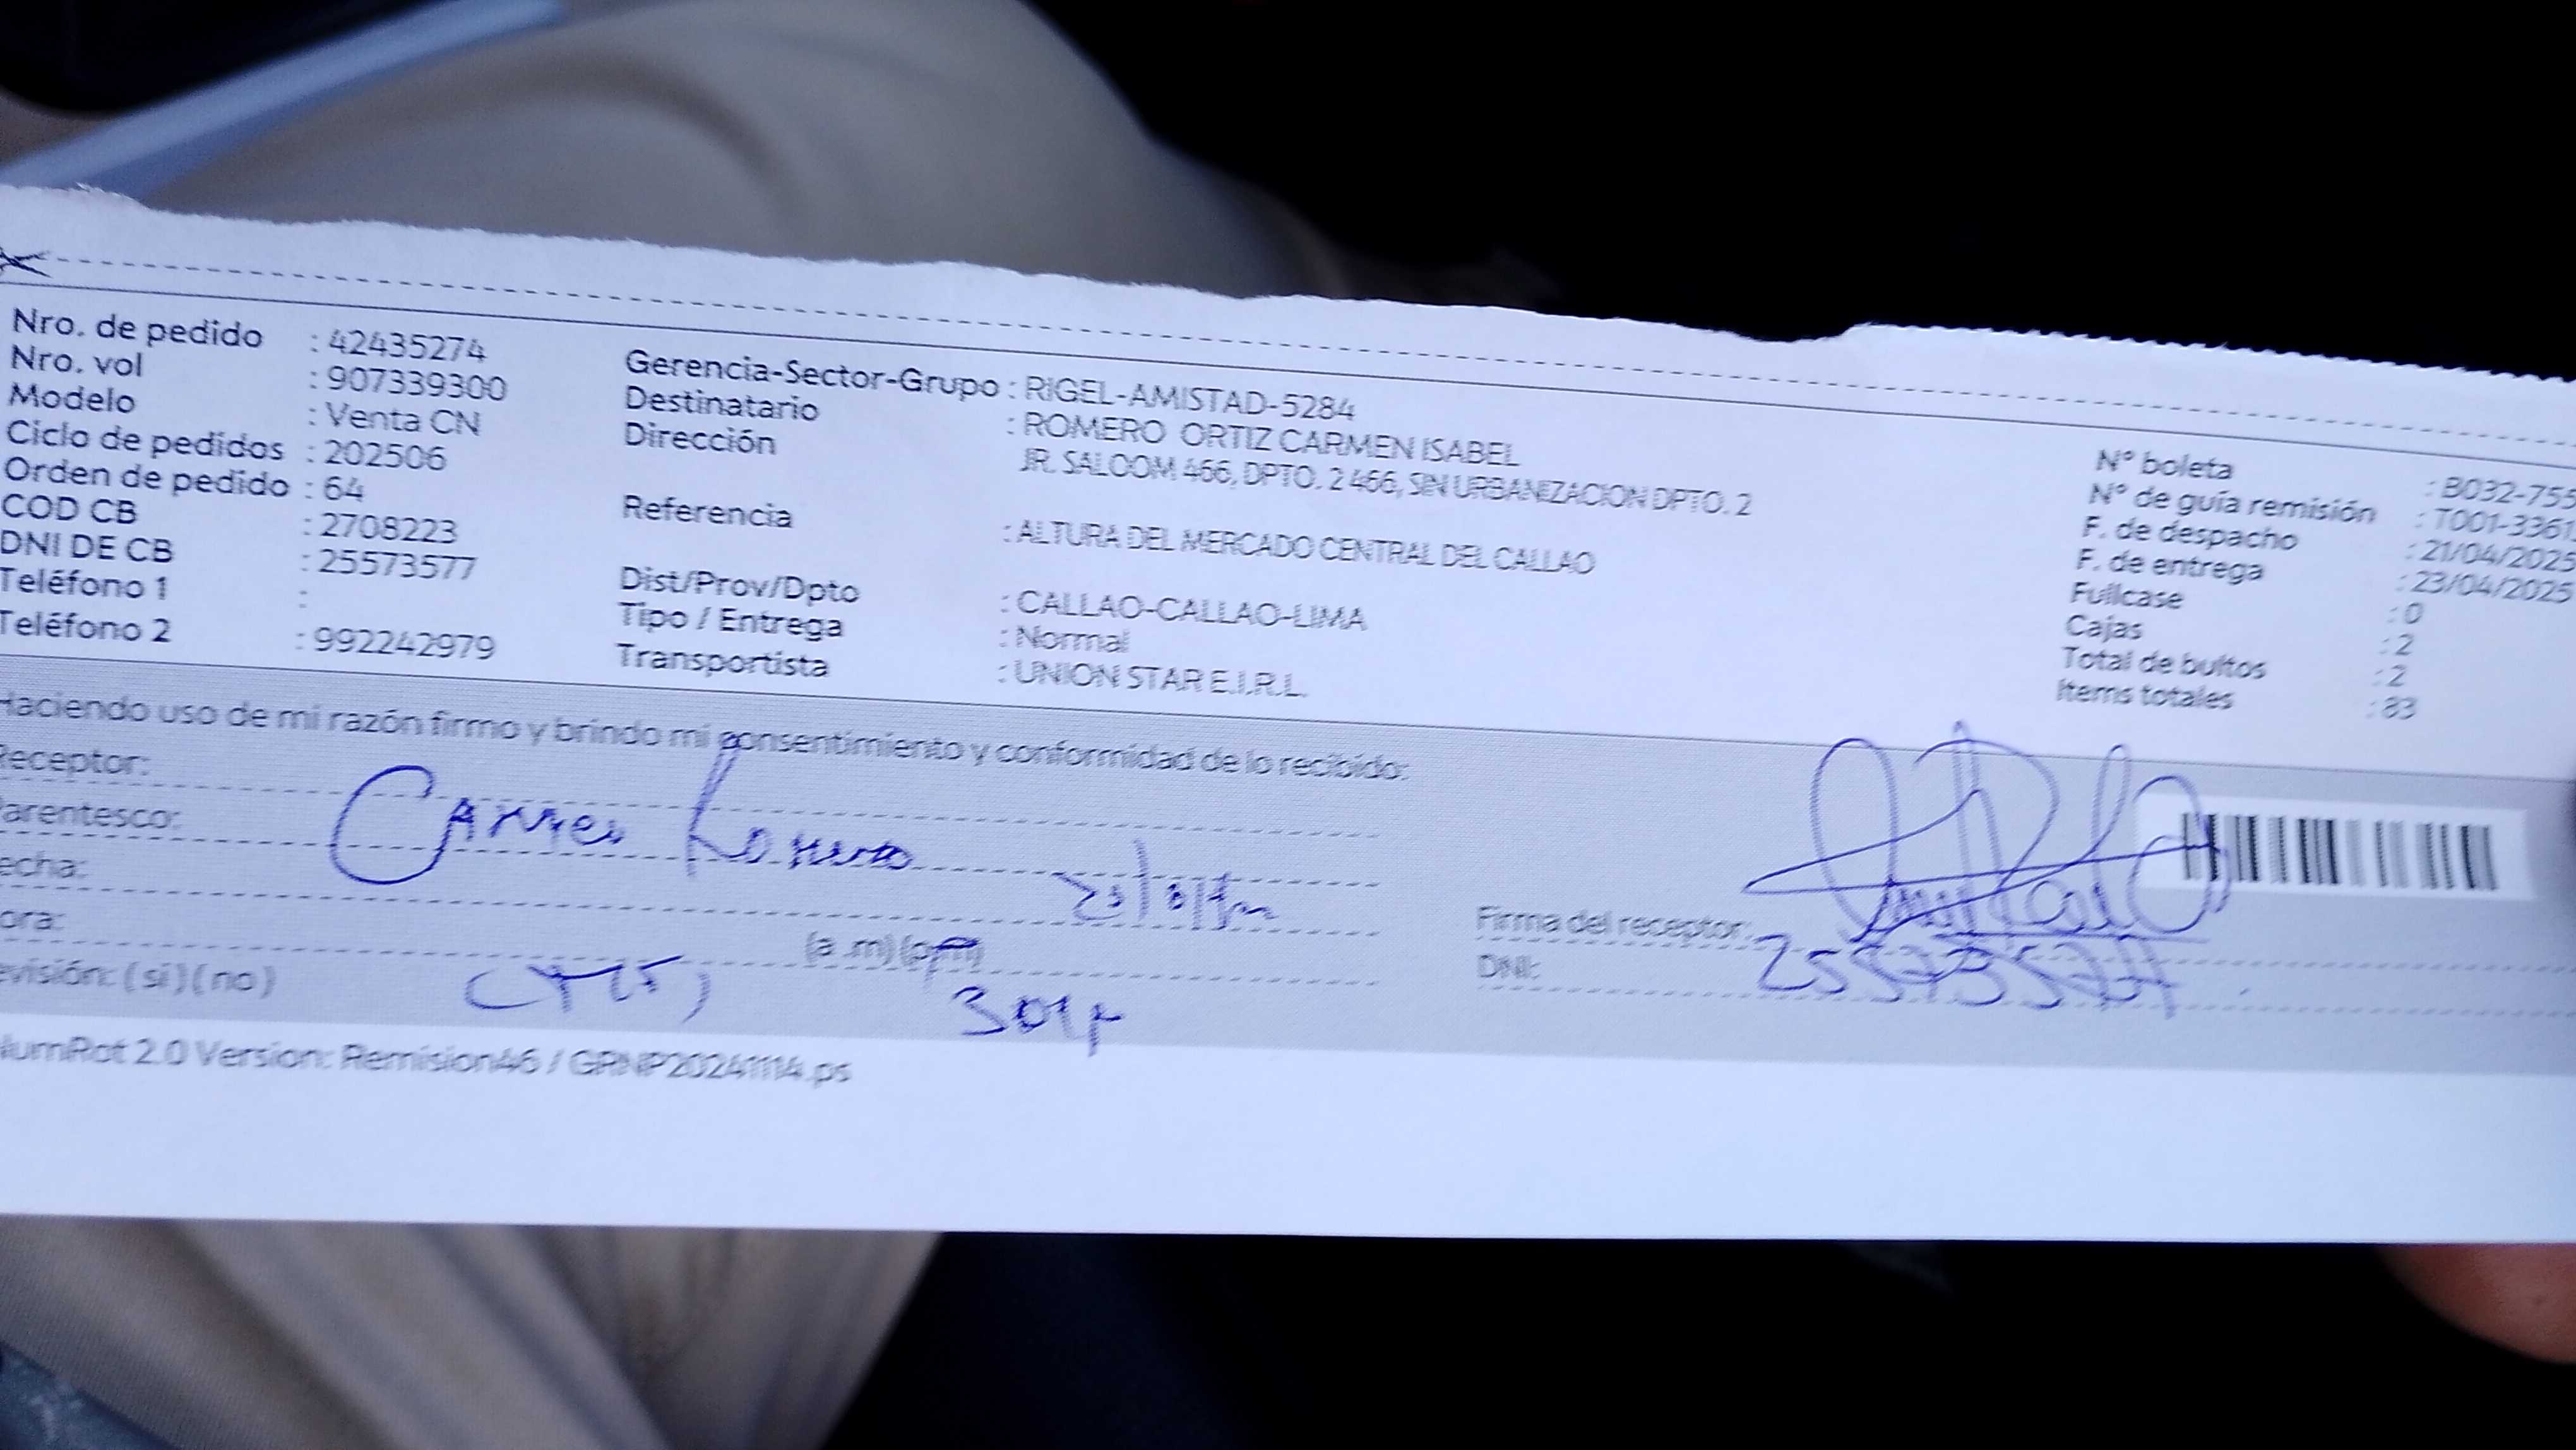 Nro. de pedido : 42435274
Nro. vol : 907339300
Modelo : Venta CN
Ciclo de pedidos : 202506
Orden de pedido : 64
COD CB : 2708223
DNI DE CB : 25573577
Teléfono 1 :
Teléfono 2 : 992242979
Gerencia-Sector-Grupo : RIGEL-AMISTAD-5284
Destinatario : ROMERO ORTIZ CARMEN ISABEL
Dirección JR. SALOOM 466, DPTO. 2 466, SIN URBANIZACION DPTO. 2
Referencia : ALTURA DEL MERCADO CENTRAL DEL CALLAO
Dist/Prov/Dpto : CALLAO-CALLAO-LIMA
Tipo / Entrega : Normal
Transportista : UNION STAR E.I.R.L.
N° boleta : B032-755
N° de guía remisión : T001-3361
F. de despacho : 21/04/2025
F. de entrega : 23/04/2025
Fullcase : 0
Cajas : 2
Total de bultos : 2
Items totales : 83
Haciendo uso de mi razón firmo y brindo mi consentimiento y conformidad de lo recibido:
Receptor:
Parentesco: Carmen Romero
echa:
ora: (a .m) (pm)
evisión: (si) (no)
Firma del receptor:
DNI: 25573577
NumRot 2.0 Version: Remision46 / GRNP20241114.ps